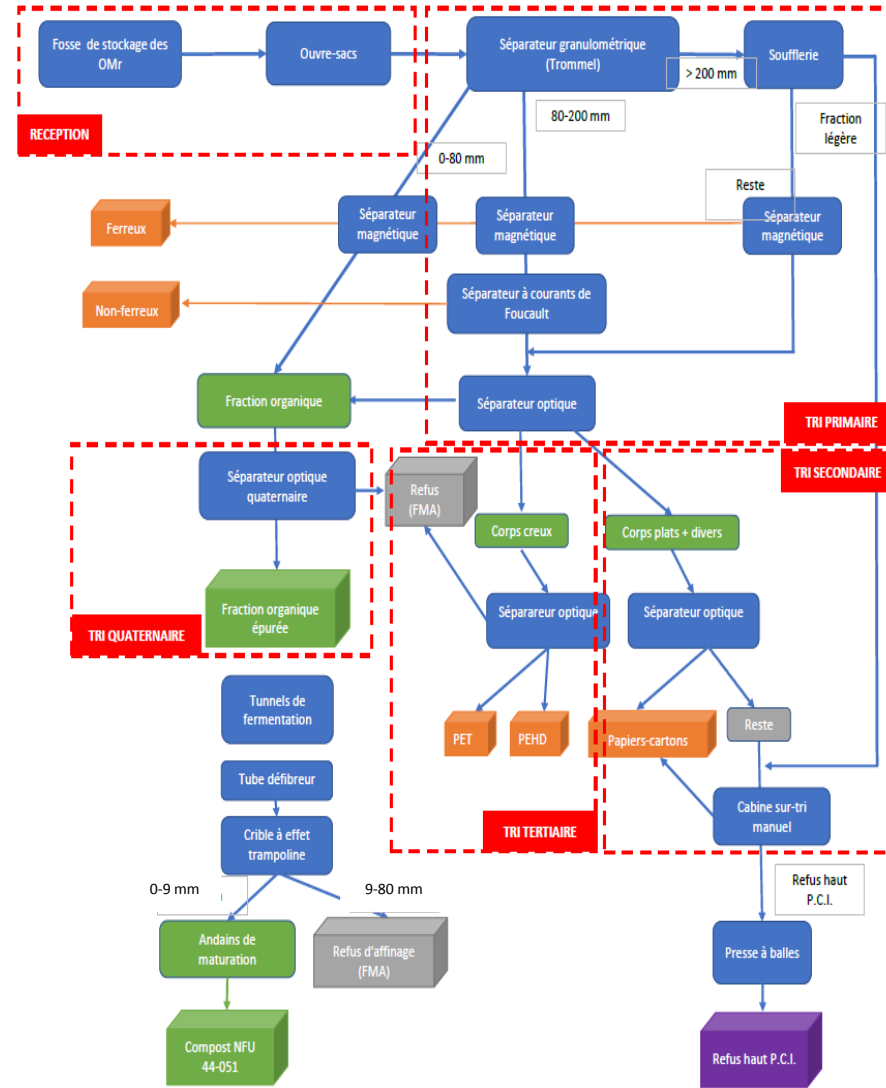 Fosse de stockage des
OMr
Ouvre-sacs
Séparateur granulométrique
(Trommel)
Soufflerie
> 200 mm
80-200 mm
Fraction
légère
RECEPTION
0-80 mm
Reste
Ferreux
Séparateur
magnétique
Séparateur
magnétique
Séparateur
magnétique
Non-ferreux
Séparateur à courants de
Foucault
Fraction organique
Séparateur optique
TRI PRIMAIRE
Séparateur optique
quaternaire
Refus
(FMA)
TRI SECONDAIRE
Corps creux
Corps plats + divers
Fraction organique
épurée
TRI QUATERNAIRE
Séparareur optique
Séparateur optique
Tunnels de
fermentation
PET
PEHD
Papiers-cartons
Reste
Tube défibreur
Crible à effet
trampoline
TRI TERTIAIRE
Cabine sur-tri
manuel
0-9 mm
9-80 mm
Refus haut
P.C.I.
Andains de
maturation
Refus d'affinage
(FMA)
Presse à balles
Compost NFU
44-051
Refus haut P.C.I.